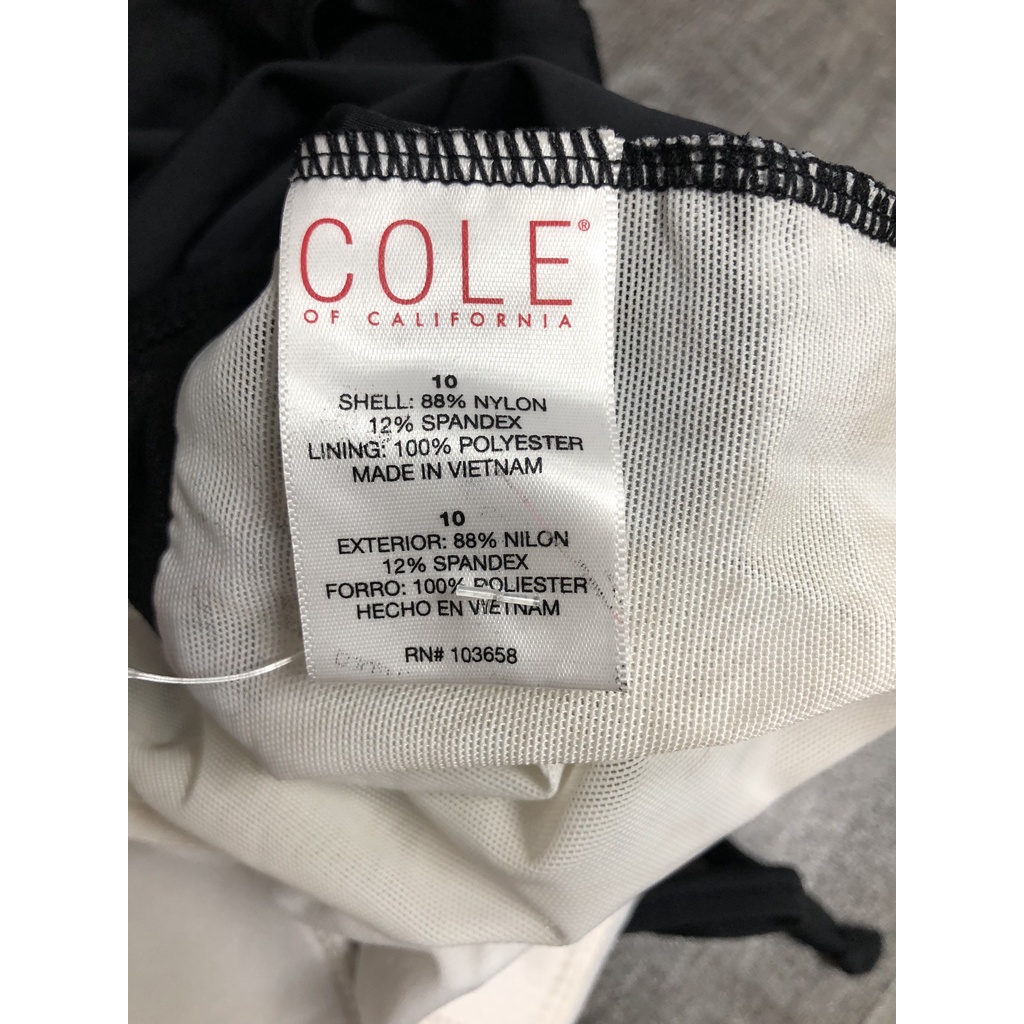 COLE®
OF CALIFORNIA
10
SHELL: 88% NYLON
12% SPANDEX
LINING: 100% POLYESTER
MADE IN VIETNAM
10
EXTERIOR: 88% NILON
12% SPANDEX
FORRO: 100% POLIESTER
HECHO EN VIETNAM
RN# 103658